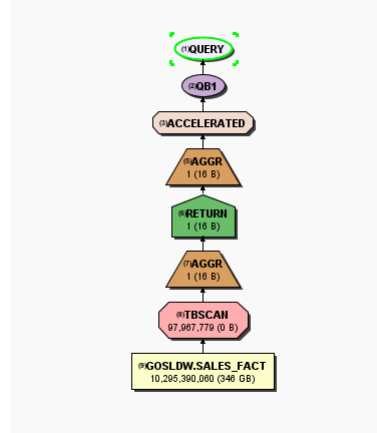 (1)QUERY
(2)QB1
(3)ACCELERATED
(5)AGGR
1 (16 B)
(6)RETURN
1 (16 B)
(7)AGGR
1 (16 B)
(8)TBSCAN
97,967,779 (0 B)
(9)GOSLDW.SALES_FACT
10,295,390,060 (346 GB)